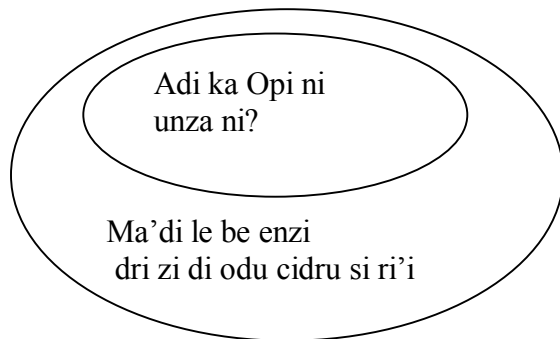 Adi ka Opi ni
unza ni?
Ma’di le be enzi
dri zi di odu cidru si ri’i